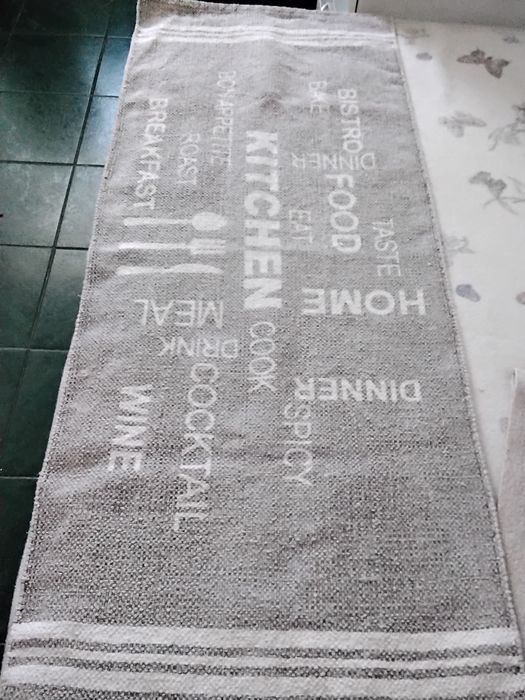 BON APPETITE
BISTRO
BAKE
BREAKFAST
ROAST
KITCHEN
DINNER
FOOD
EAT
TASTE
HOME
MEAL
DRINK
COOK
DINNER
WINE
COCKTAIL
SPICY